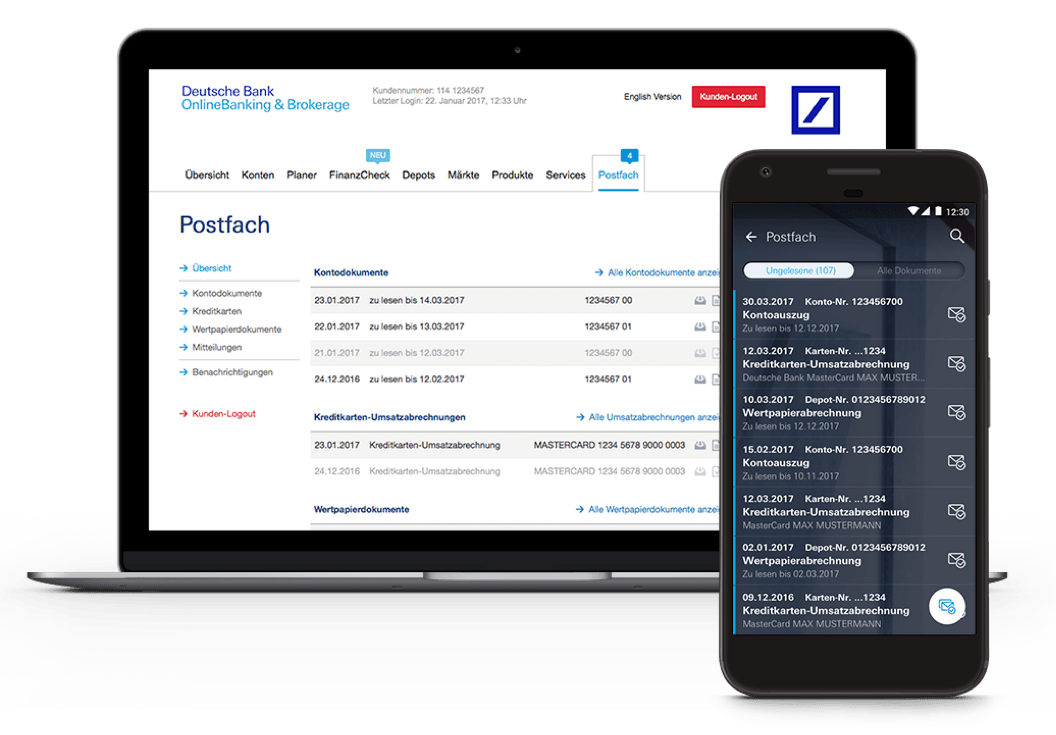 Deutsche Bank
OnlineBanking & Brokerage
Kundennummer: 114 1234567
Letzter Login: 22. Januar 2017, 12:33 Uhr
English Version
Kunden-Logout
NEU
4
Übersicht Konten Planer FinanzCheck Depots Märkte Produkte Services Postfach
Postfach
Übersicht
Kontodokumente
Kreditkarten
Wertpapierdokumente
Mitteilungen
Benachrichtigungen
Kunden-Logout
Kontodokumente Alle Kontodokumente anzei
23.01.2017 zu lesen bis 14.03.2017 1234567 00
22.01.2017 zu lesen bis 13.03.2017 1234567 01
21.01.2017 zu lesen bis 12.03.2017 1234567 00
24.12.2016 zu lesen bis 12.02.2017 1234567 01
Kreditkarten-Umsatzabrechnungen Alle Umsatzabrechnungen anzei
23.01.2017 Kreditkarten-Umsatzabrechnung MASTERCARD 1234 5678 9000 0003
24.12.2016 Kreditkarten-Umsatzabrechnung MASTERCARD 1234 5678 9000 0003
Wertpapierdokumente Alle Wertpapierdokumente anzei
12:30
Postfach
Ungelesene (107) Alle Dokumente
30.03.2017 Konto-Nr. 123456700
Kontoauszug
Zu lesen bis 12.12.2017
12.03.2017 Karten-Nr. ...1234
Kreditkarten-Umsatzabrechnung
Deutsche Bank MasterCard MAX MUSTER...
10.03.2017 Depot-Nr. 0123456789012
Wertpapierabrechnung
Zu lesen bis 12.12.2017
15.02.2017 Konto-Nr. 123456700
Kontoauszug
Zu lesen bis 10.11.2017
12.03.2017 Karten-Nr. ...1234
Kreditkarten-Umsatzabrechnung
MasterCard MAX MUSTERMANN
02.01.2017 Depot-Nr. 0123456789012
Wertpapierabrechnung
Zu lesen bis 02.03.2017
09.12.2016 Karten-Nr. ...1234
Kreditkarten-Umsatzabrechnung
MasterCard MAX MUSTERMANN